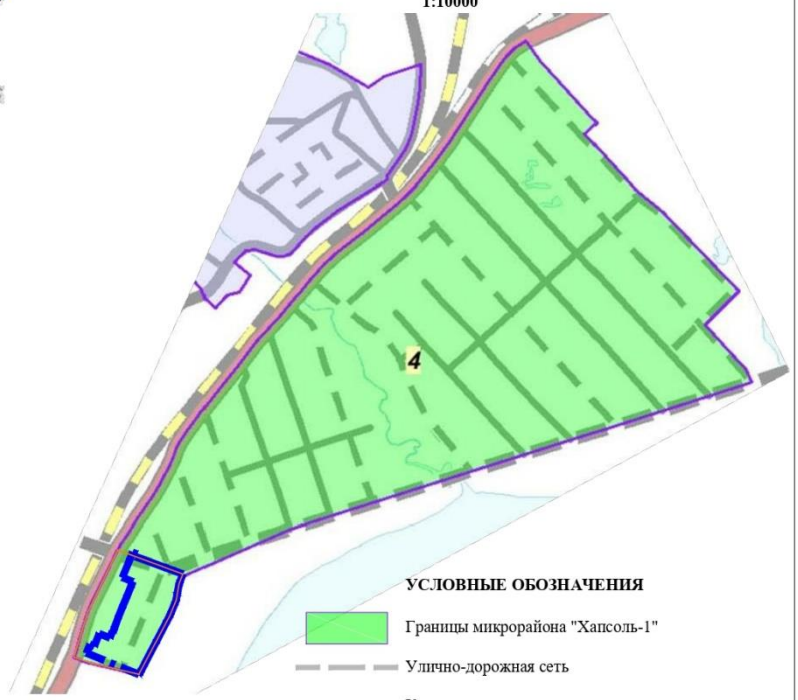 1:10000
4
УСЛОВНЫЕ ОБОЗНАЧЕНИЯ
Границы микрорайона "Хапсоль-1"
Улично-дорожная сеть